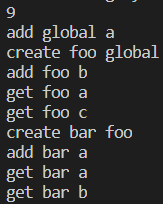 9
add global a
create foo global
add foo b
get foo a
get foo c
create bar foo
add bar a
get bar a
get bar b